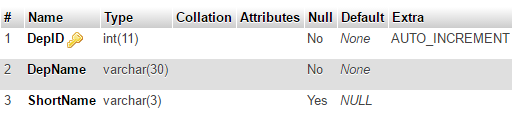 # Name Type Collation Attributes Null Default Extra
1 DepID int(11) No None AUTO_INCREMENT
2 DepName varchar(30) No None
3 ShortName varchar(3) Yes NULL